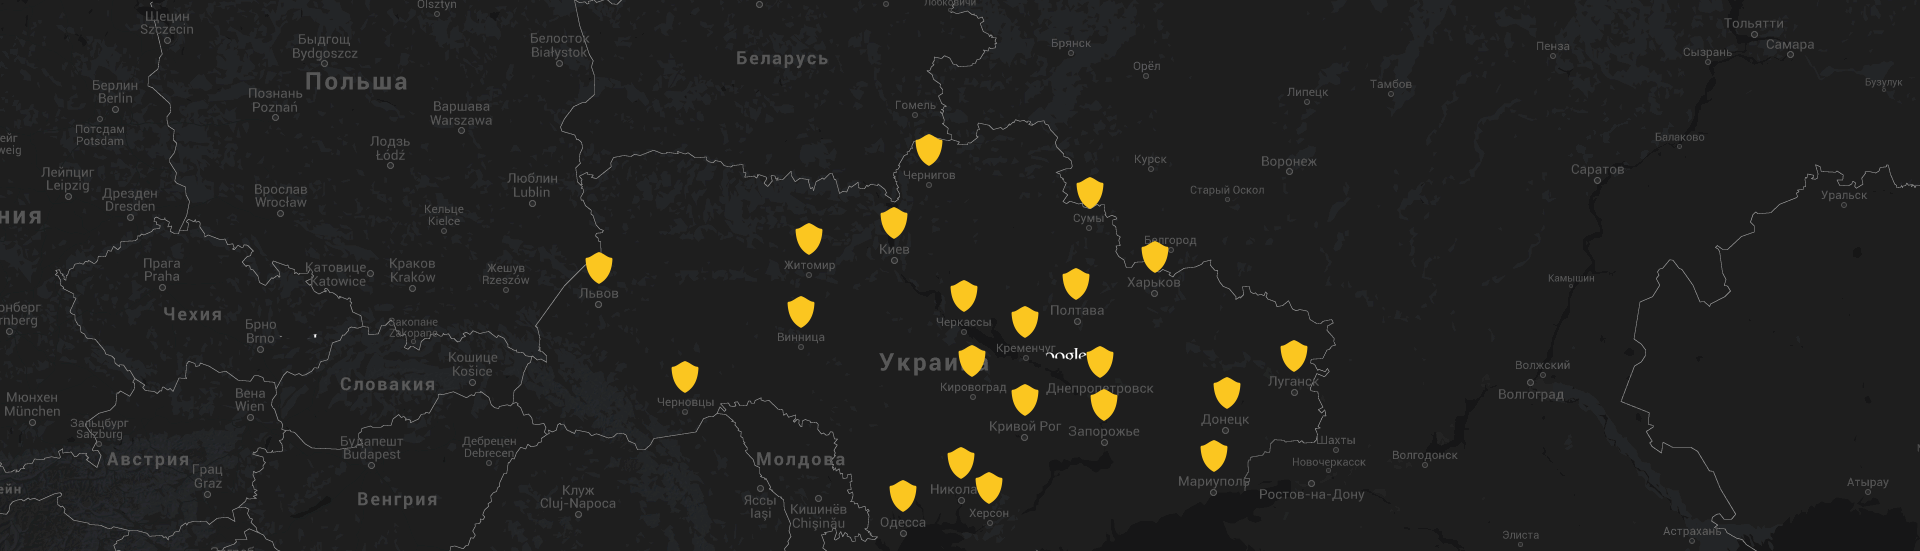 Olsztyn
Щецин
Szczecin
Быдгощ
Bydgoszcz
Белосток
Białystok
Беларусь
Брянск
Орёл
Пенза
Тольятти
Сызрань
Самара
Польша
Берлин
Berlin
Познань
Poznań
Варшава
Warszawa
Гомель
Липецк
Тамбов
Бузулук
Потсдам
Potsdam
Лодзь
Łódź
Балаково
Лейпциг
Leipzig
Дрезден
Dresden
Врослав
Wrocław
Люблин
Lublin
Чернигов
Курск
Воронеж
Саратов
Старый Оскол
Уральск
Кельце
Kielce
Сумы
Киев
Белгород
Прага
Praha
Катовице
Katowice
Краков
Kraków
Жешув
Rzeszów
Житомир
Харьков
Камышин
Львов
Чехия
Брно
Brno
Закопане
Zakopane
Винница
Черкассы
Полтава
Кременчуг
oogle
Украина
Кошице
Košice
Словакия
Кировоград
Днепропетровск
Луганск
Волжский
Волгоград
Мюнхен
München
Вена
Wien
Черновцы
Зальцбург
Salzburg
Кривой Рог
Запорожье
Донецк
Шахты
Будапешт
Budapest
Дебрецен
Debrecen
Австрия
Грац
Graz
Молдова
Новочеркасск
Волгодонск
Венгрия
Клуж
Cluj-Napoca
Яссы
Iași
Кишинёв
Chișinău
Никола
Херсон
Одесса
Мариуполь
Ростов-на-Дону
Атырау
Элиста
Астрахань